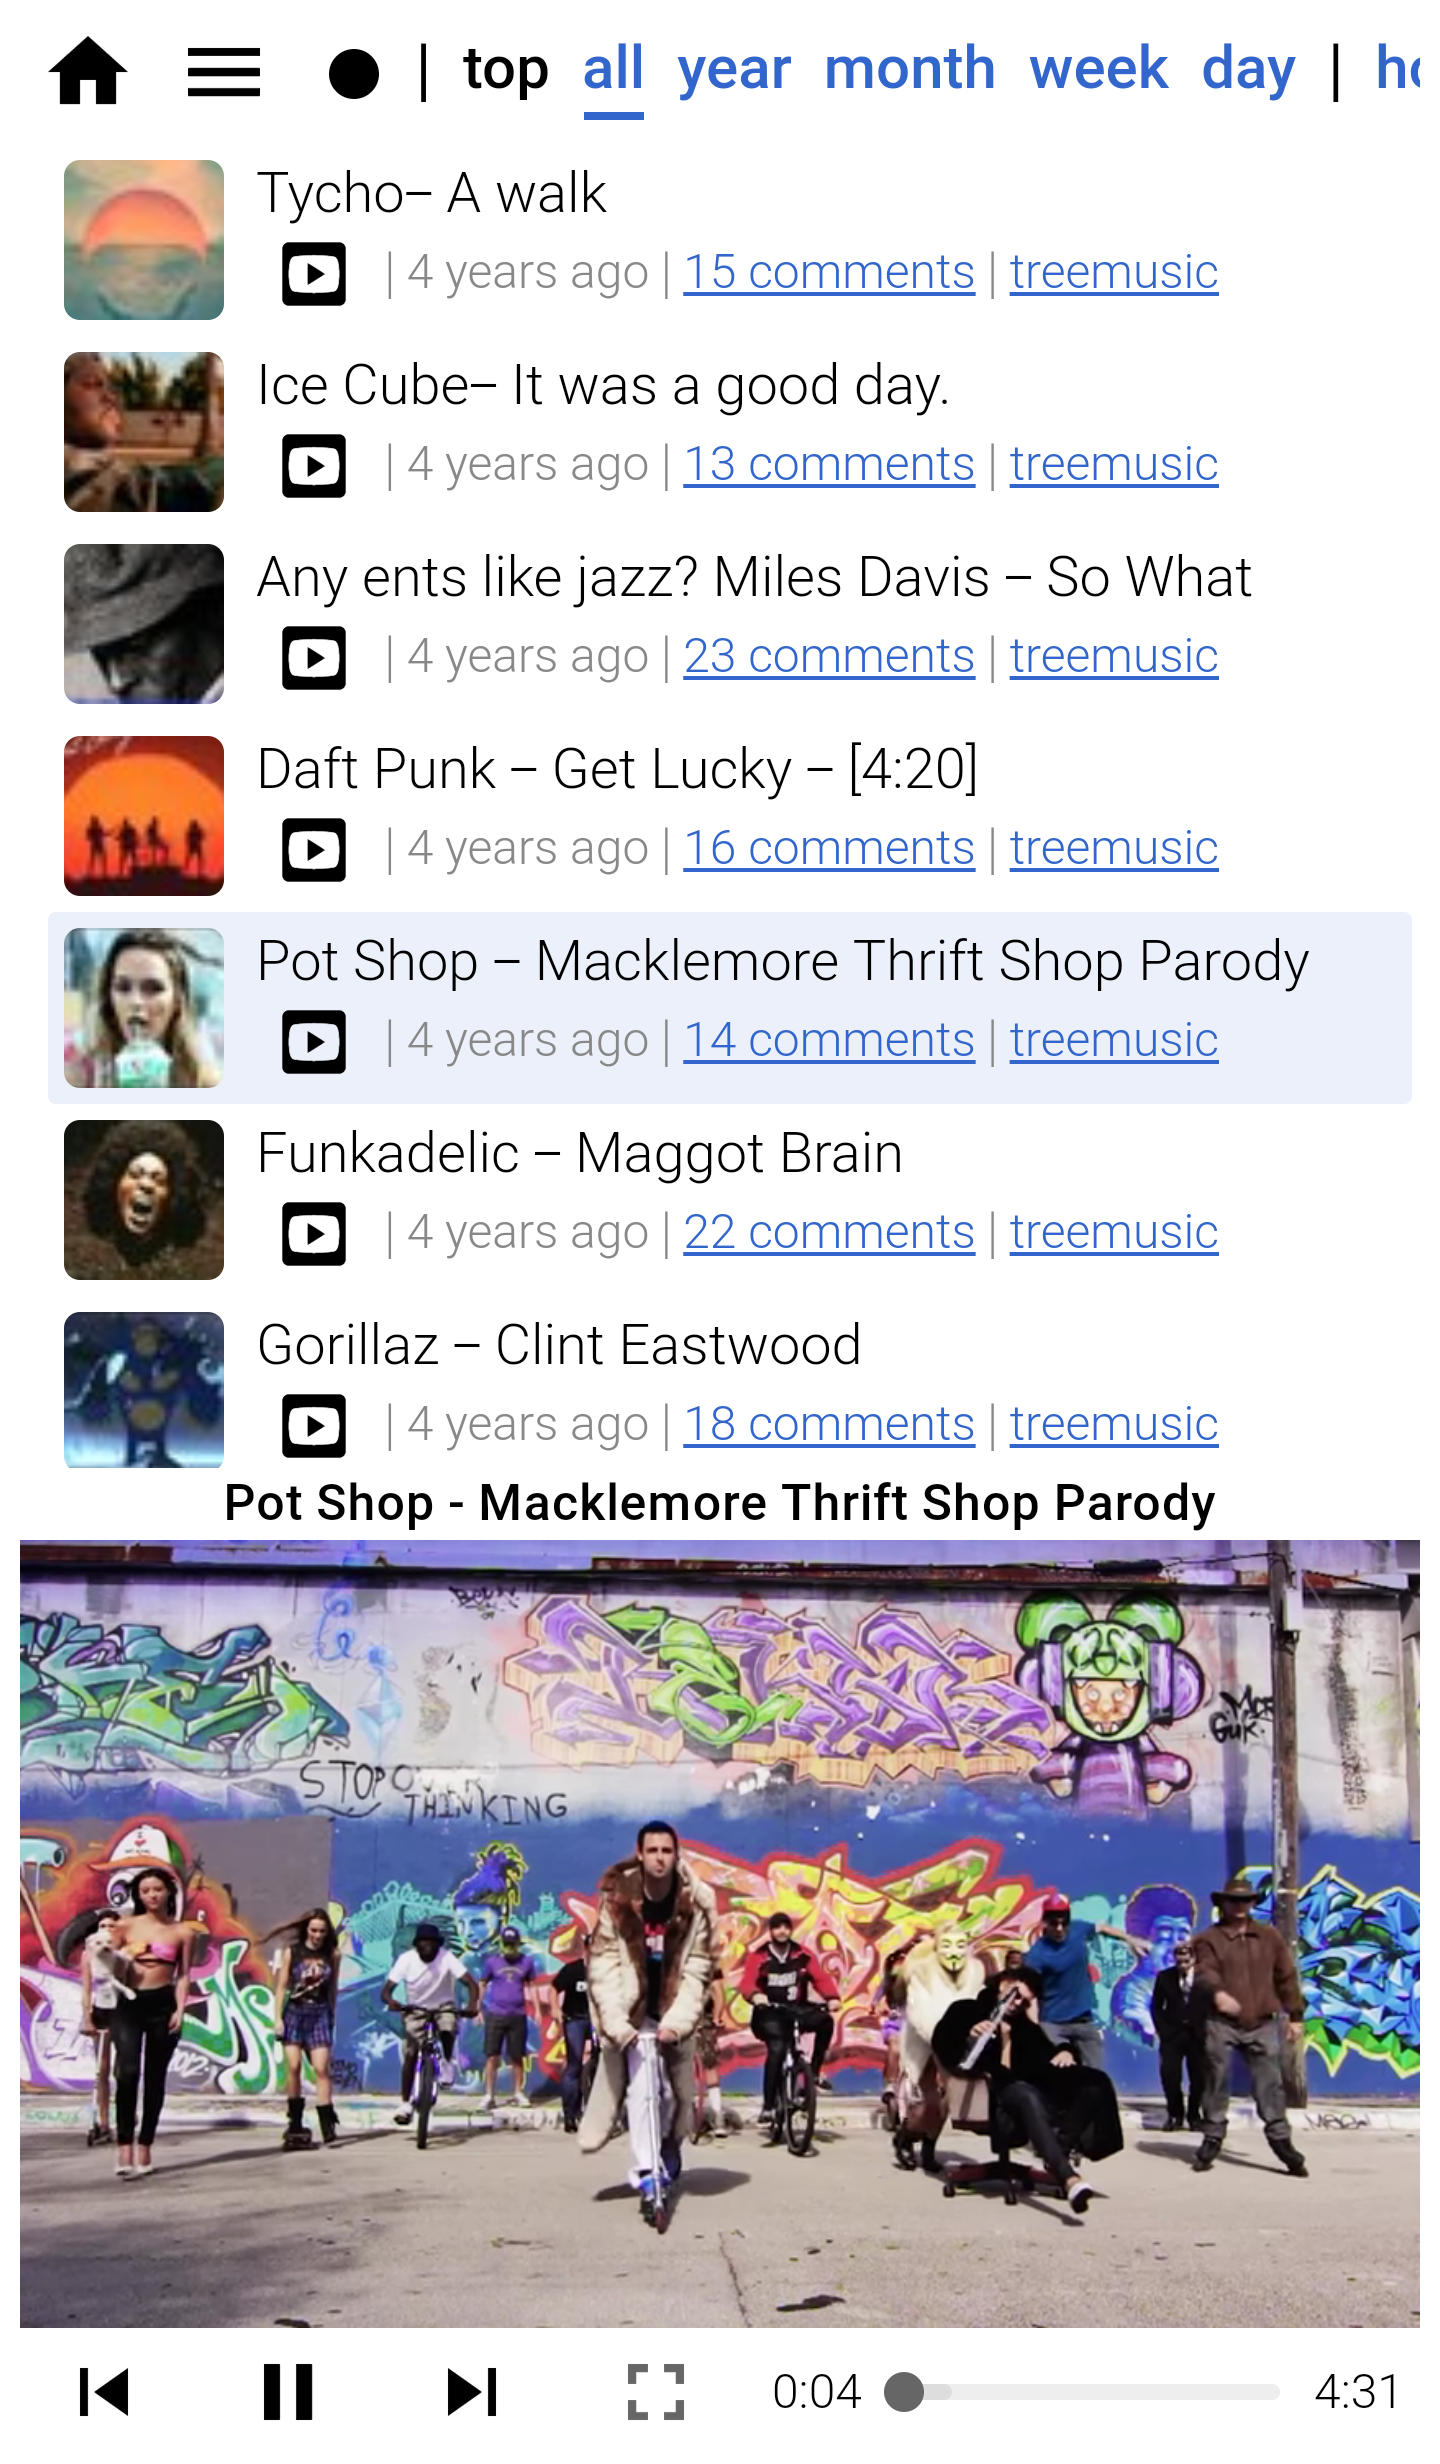 | top all year month week day |
Tycho– A walk
| 4 years ago | 15 comments | treemusic
Ice Cube– It was a good day.
| 4 years ago | 13 comments | treemusic
Any ents like jazz? Miles Davis – So What
| 4 years ago | 23 comments | treemusic
Daft Punk – Get Lucky – [4:20]
| 4 years ago | 16 comments | treemusic
Pot Shop – Macklemore Thrift Shop Parody
| 4 years ago | 14 comments | treemusic
Funkadelic – Maggot Brain
| 4 years ago | 22 comments | treemusic
Gorillaz – Clint Eastwood
| 4 years ago | 18 comments | treemusic
Pot Shop - Macklemore Thrift Shop Parody
STOP OVER
THINKING
0:04 4:31